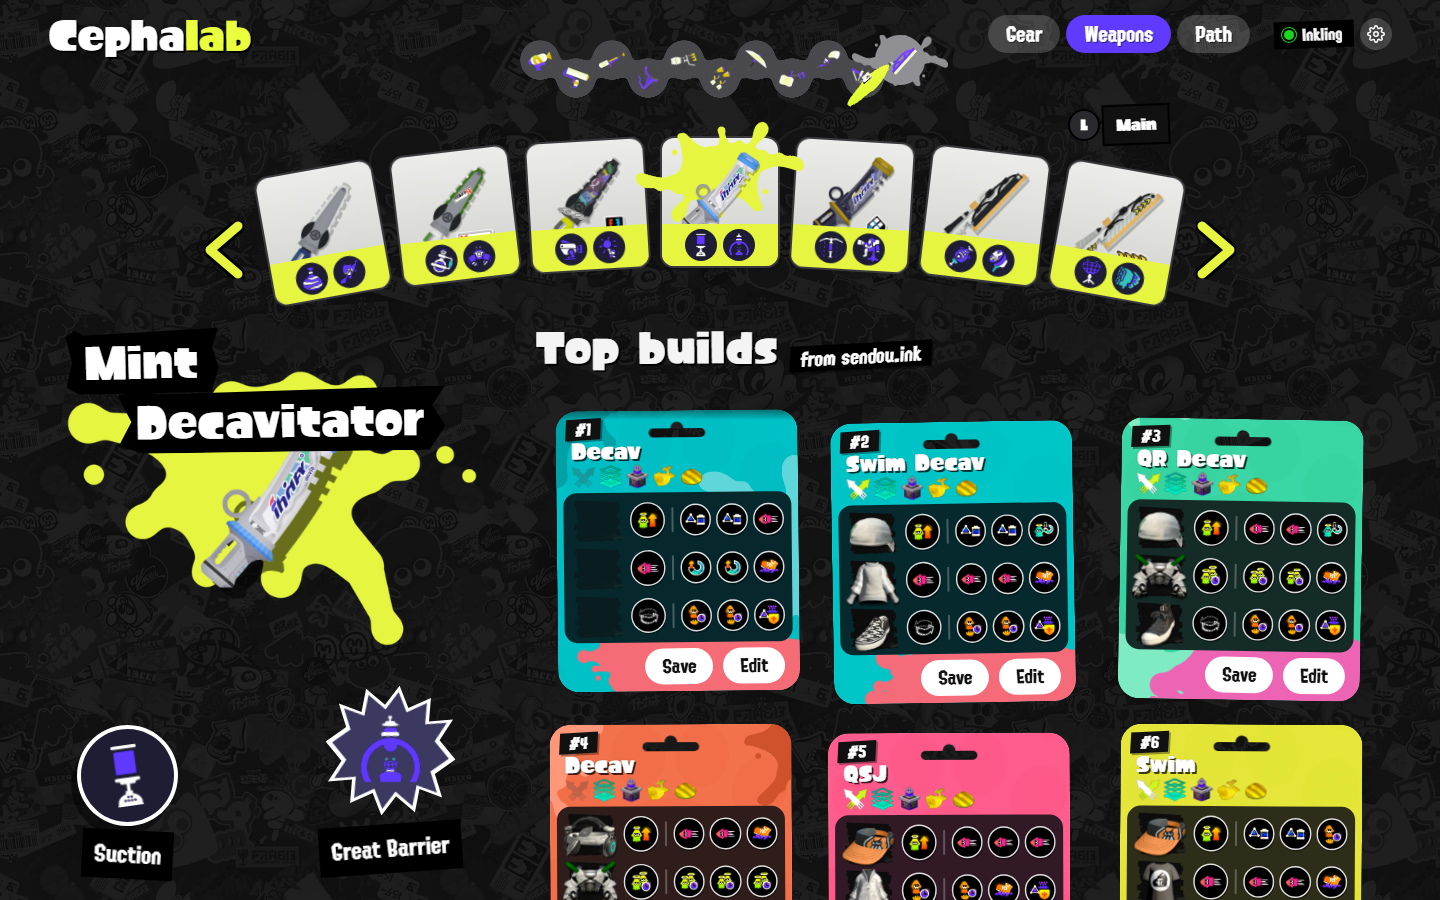 Cephalab
Gear
Weapons
Path
Inkling
L
Main
Mint
Decavitator
Top builds
from sendou.ink
#1
Decav
Save
Edit
#2
Swim Decav
Save
Edit
#3
QR Decav
Save
Edit
#4
Decav
#5
QSJ
#6
Swim
Suction
Great Barrier